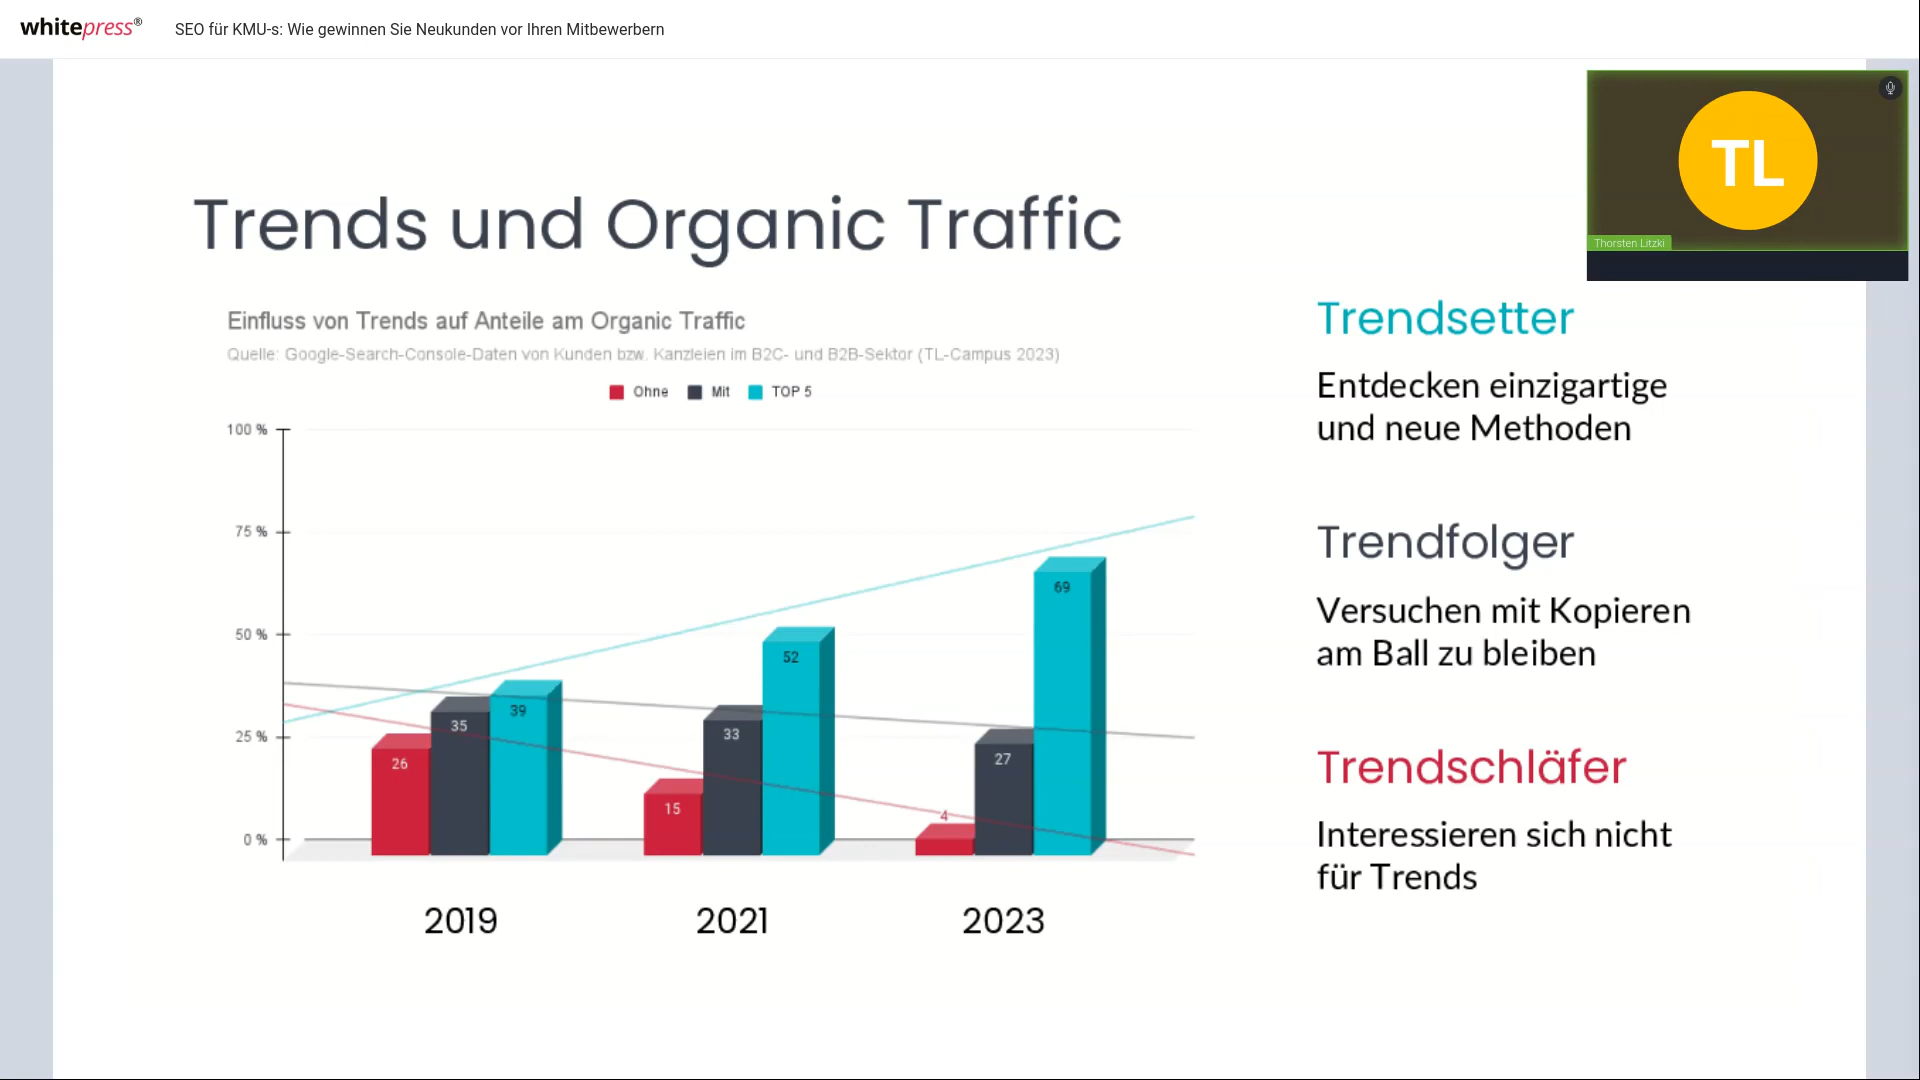 whitepress® SEO für KMU-s: Wie gewinnen Sie Neukunden vor Ihren Mitbewerbern
TL
Thorsten Litzki
Trends und Organic Traffic
Einfluss von Trends auf Anteile am Organic Traffic
Quelle: Google-Search-Console-Daten von Kunden bzw. Kanzleien im B2C- und B2B-Sektor (TL-Campus 2023)
Ohne Mit TOP 5
100 %
75 %
50 %
25 %
0 %
26 35 39
15 33 52
4 27 69
2019 2021 2023
Trendsetter
Entdecken einzigartige
und neue Methoden
Trendfolger
Versuchen mit Kopieren
am Ball zu bleiben
Trendschläfer
Interessieren sich nicht
für Trends